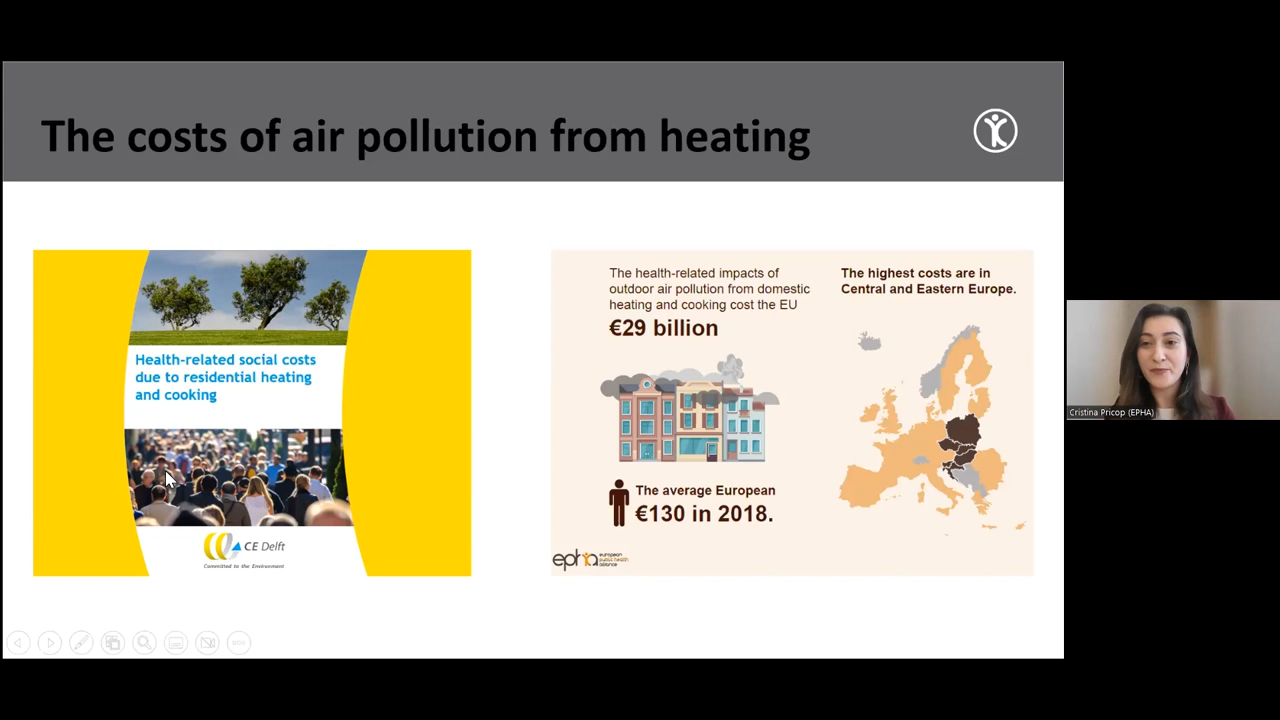 The costs of air pollution from heating
Health-related social costs
due to residential heating
and cooking
CE Delft
Committed to the Environment
The health-related impacts of
outdoor air pollution from domestic
heating and cooking cost the EU
€29 billion
The average European
€130 in 2018.
epha
european
public health
alliance
The highest costs are in
Central and Eastern Europe.
Cristina Pricop (EPHA)